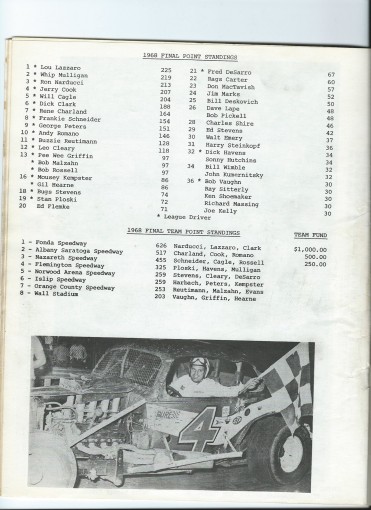 1968 FINAL POINT STANDINGS
1 * Lou Lazzaro 225
2 * Whip Mulligan 219
3 * Ron Narducci 213
4 * Jerry Cook 207
5 * Will Cagle 204
6 * Dick Clark 188
7 * Rene Charland 164
8 * Frankie Schneider 154
9 * George Peters 151
10 * Andy Romano 146
11 * Buzzie Reutimann 128
12 * Leo Cleary 118
13 * Pee Wee Griffin 97
* Bob Malzahn 97
* Bob Rossell 97
16 * Mousey Kempster 86
* Gil Hearne 86
18 * Bugs Stevens 74
19 * Stan Ploski 72
20 Ed Flemke 71
21 * Fred DeSarro 67
22 Rags Carter 60
23 Don MacTavish 57
24 Jim Marks 52
25 Bill Deskovich 50
26 Dave Lape 48
Bob Pickell 48
28 Charles Shire 46
29 Ed Stevens 42
30 Walt Emery 37
31 Harry Steinkopf 36
32 * Dick Havens
Sonny Hutchins
34 Bill Wimble
John Kumernitsky
36 * Bob Vaughn 30
Ray Sitterly 30
Ken Shoemaker 30
Richard Massing 30
Joe Kelly 30
* League Driver
1968 FINAL TEAM POINT STANDINGS TEAM FUND
1 - Fonda Speedway 626 Narducci, Lazzaro, Clark $1,000.00
2 - Albany Saratoga Speedway 517 Charland, Cook, Romano 500.00
3 - Nazareth Speedway 455 Schneider, Cagle, Rossell 250.00
4 - Flemington Speedway 325 Ploski, Havens, Mulligan
5 - Norwood Arena Speedway 259 Stevens, Cleary, DeSarro
6 - Islip Speedway 259 Harbach, Peters, Kempster
7 - Orange County Speedway 253 Reutimann, Malzahn, Evans
8 - Wall Stadium 203 Vaughn, Griffin, Hearne
4